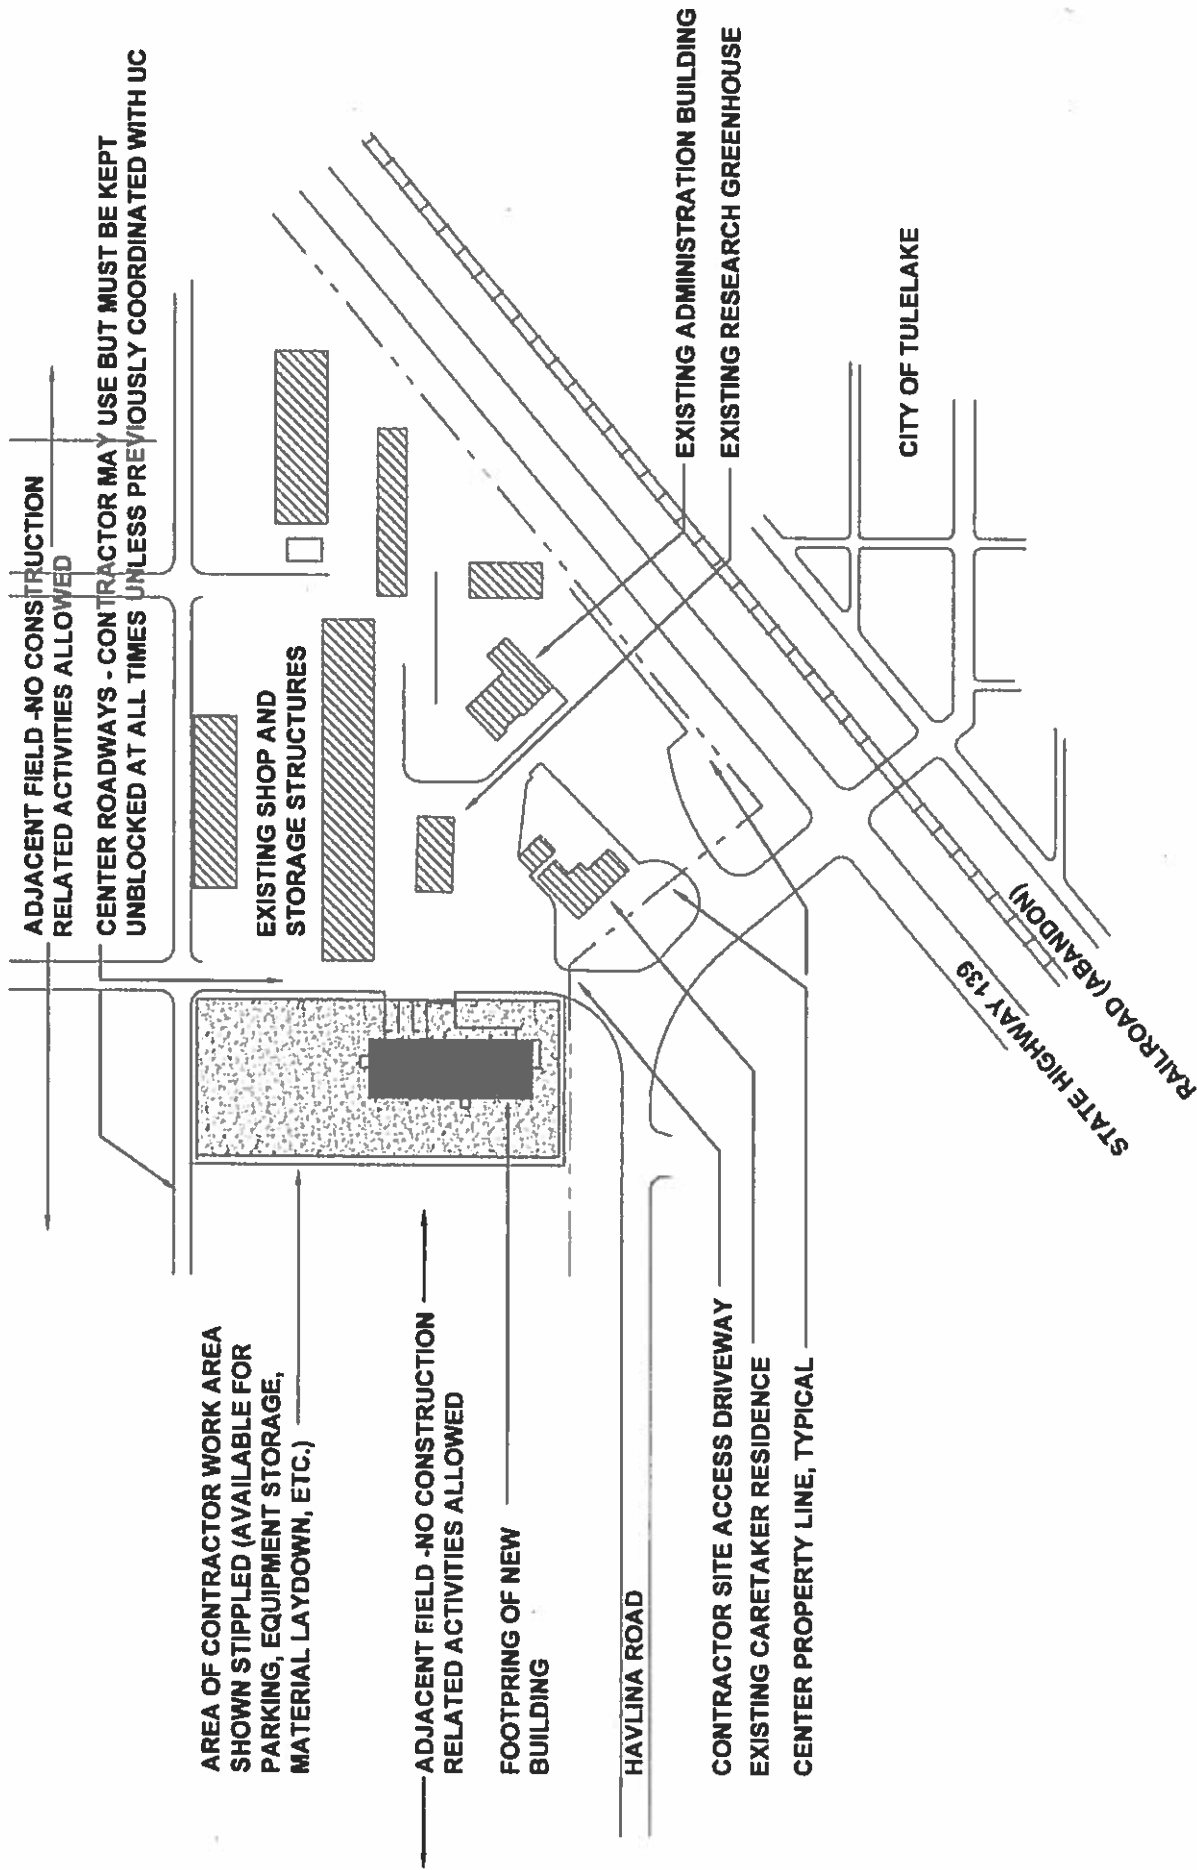 ADJACENT FIELD -NO CONSTRUCTION
RELATED ACTIVITIES ALLOWED
CENTER ROADWAYS - CONTRACTOR MAY USE BUT MUST BE KEPT
UNBLOCKED AT ALL TIMES UNLESS PREVIOUSLY COORDINATED WITH UC
AREA OF CONTRACTOR WORK AREA
SHOWN STIPPLED (AVAILABLE FOR
PARKING, EQUIPMENT STORAGE,
MATERIAL LAYDOWN, ETC.)
EXISTING SHOP AND
STORAGE STRUCTURES
ADJACENT FIELD -NO CONSTRUCTION
RELATED ACTIVITIES ALLOWED
FOOTPRING OF NEW
BUILDING
HAVLINA ROAD
EXISTING ADMINISTRATION BUILDING
EXISTING RESEARCH GREENHOUSE
CONTRACTOR SITE ACCESS DRIVEWAY
EXISTING CARETAKER RESIDENCE
CENTER PROPERTY LINE, TYPICAL
CITY OF TULELAKE
STATE HIGHWAY 139
RAILROAD (ABANDON)